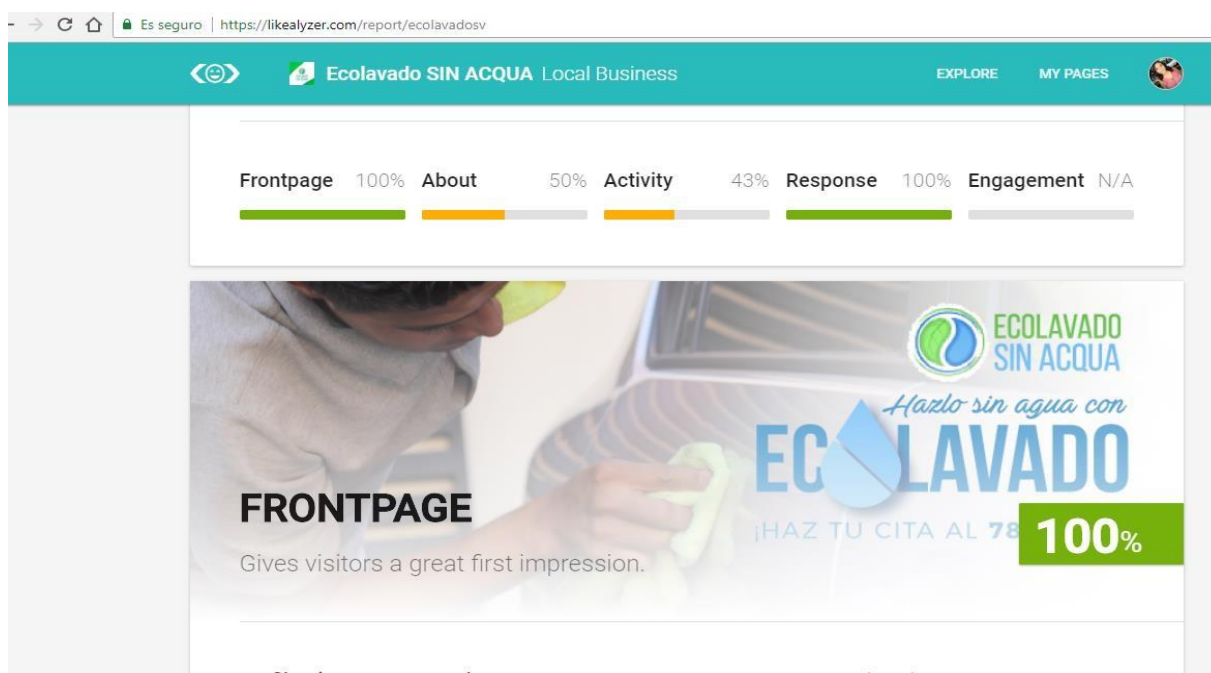 Es seguro | https://likealyzer.com/report/ecolavadosv
Ecolavado SIN ACQUA Local Business EXPLORE MY PAGES
Frontpage 100% About 50% Activity 43% Response 100% Engagement N/A
ECOLAVADO
SIN ACQUA
Hazlo sin agua con
ECOLAVADO
¡HAZ TU CITA AL 78
FRONTPAGE
100%
Gives visitors a great first impression.